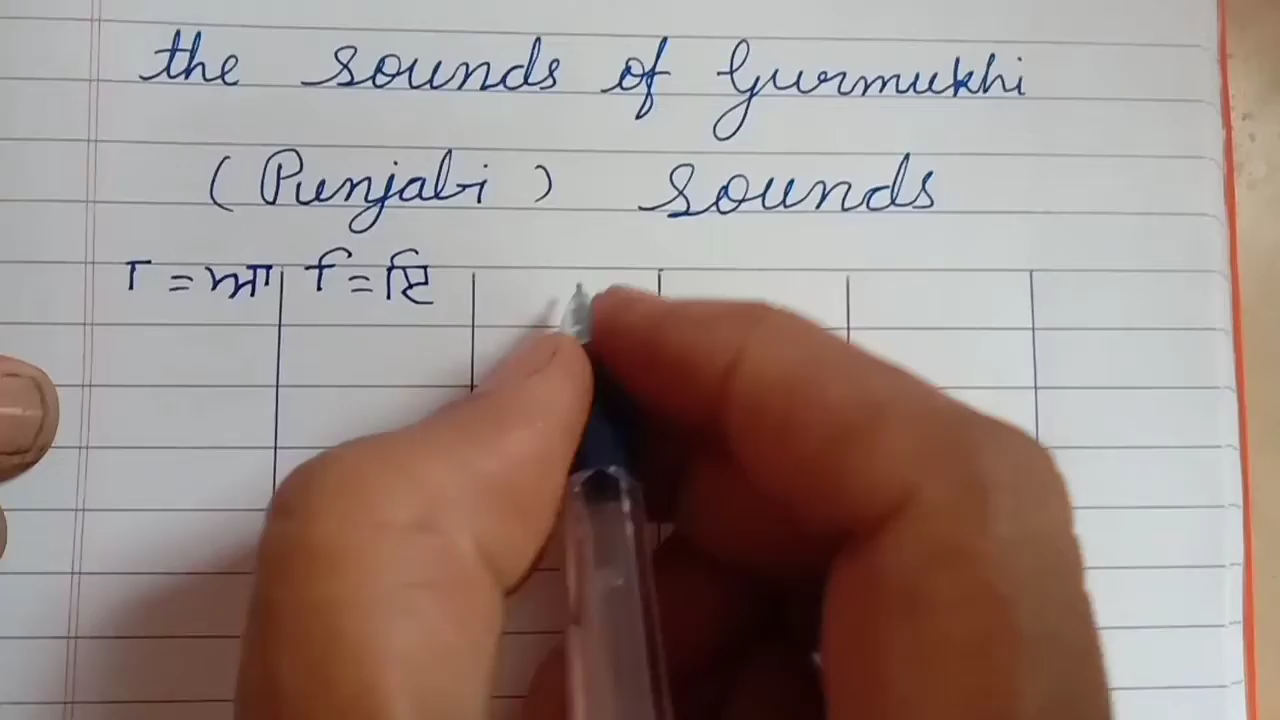 the sounds of Gurmukhi
(Punjabi) sounds
ਾ = ਆ ਿ = ਇ